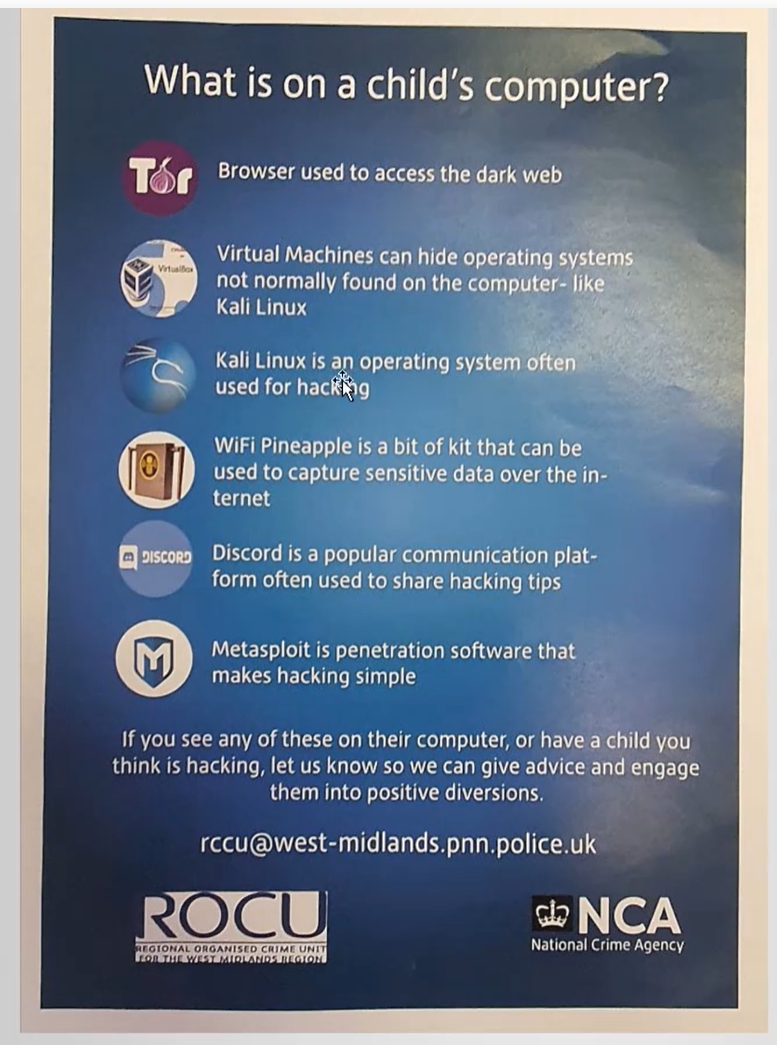 What is on a child's computer?
Tor
Browser used to access the dark web
VirtualBox
Virtual Machines can hide operating systems
not normally found on the computer- like
Kali Linux
Kali Linux is an operating system often
used for hacking
WiFi Pineapple is a bit of kit that can be
used to capture sensitive data over the in-
ternet
DISCORD
Discord is a popular communication plat-
form often used to share hacking tips
M
Metasploit is penetration software that
makes hacking simple
If you see any of these on their computer, or have a child you
think is hacking, let us know so we can give advice and engage
them into positive diversions.
rccu@west-midlands.pnn.police.uk
ROCU
REGIONAL ORGANISED CRIME UNIT
FOR THE WEST MIDLANDS REGION
NCA
National Crime Agency